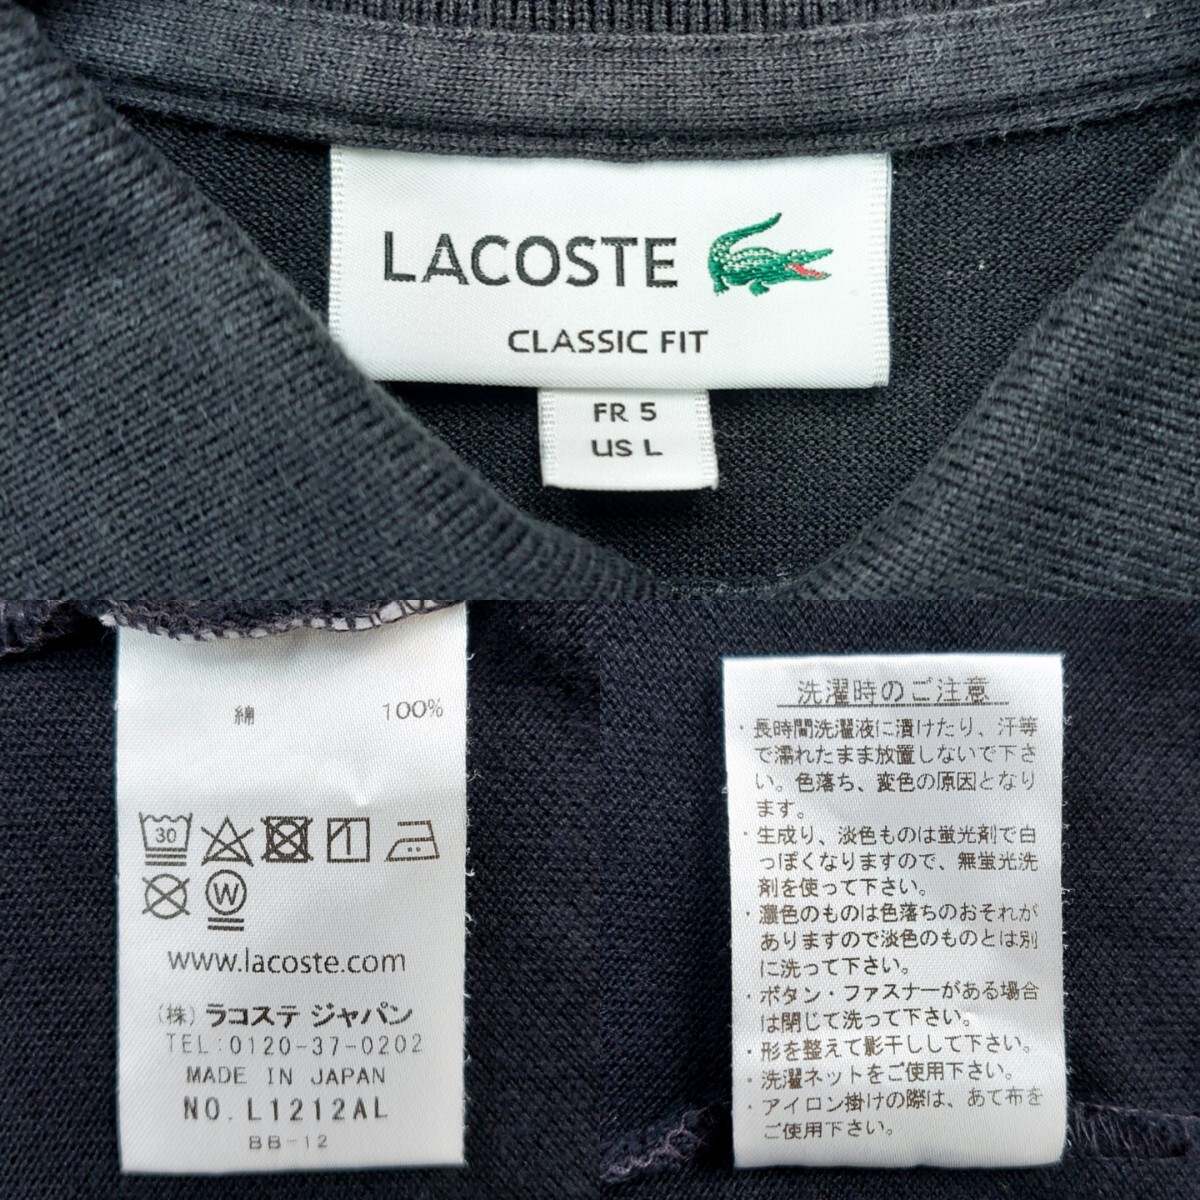 LACOSTE
CLASSIC FIT
FR 5
US L
綿 100%
30
W
www.lacoste.com
(株) ラコステ ジャパン
TEL:0120-37-0202
MADE IN JAPAN
NO. L1212AL
BB-12
洗濯時のご注意
・長時間洗濯液に漬けたり、汗等
で濡れたまま放置しないで下さ
い。色落ち、変色の原因となり
ます。
・生成り、淡色ものは蛍光剤で白
っぽくなりますので、無蛍光洗
剤を使って下さい。
・濃色のものは色落ちのおそれが
ありますので淡色のものとは別
に洗って下さい。
・ボタン・ファスナーがある場合
は閉じて洗って下さい。
・形を整えて影干しして下さい。
・洗濯ネットをご使用下さい。
・アイロン掛けの際は、あて布を
ご使用下さい。